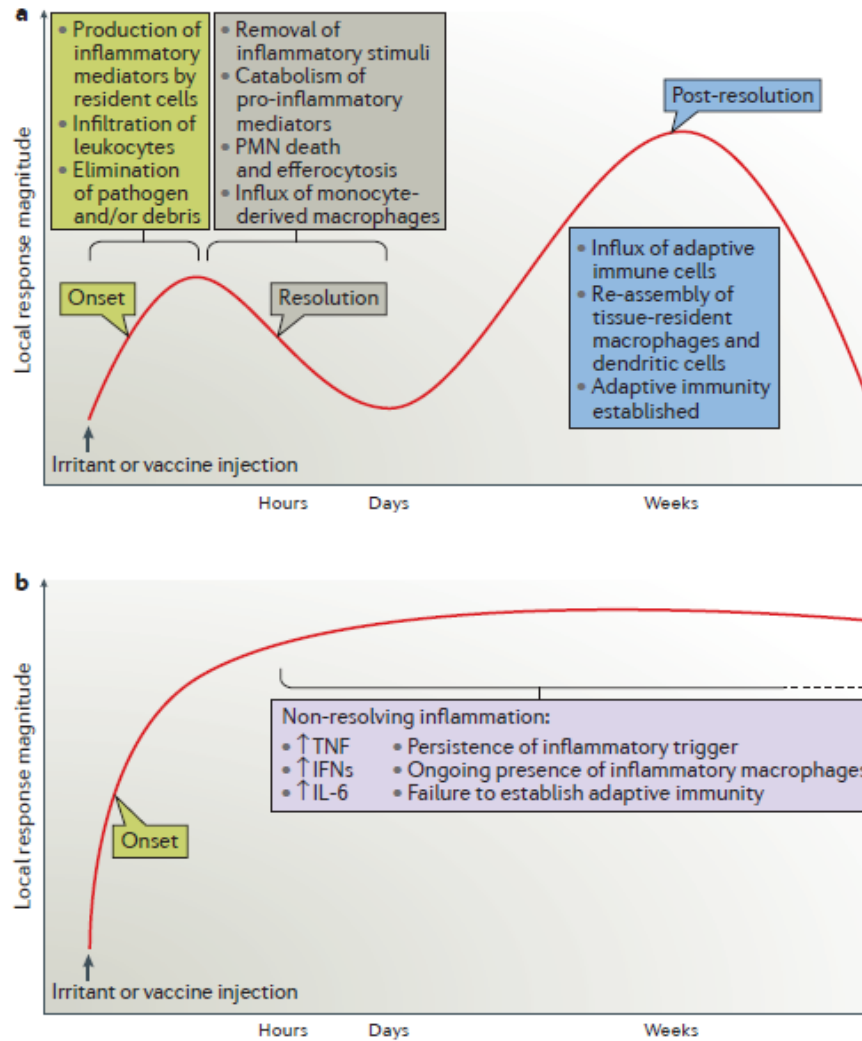 a
Local response magnitude
• Production of
inflammatory
mediators by
resident cells
• Infiltration of
leukocytes
• Elimination
of pathogen
and/or debris
• Removal of
inflammatory stimuli
• Catabolism of
pro-inflammatory
mediators
• PMN death
and efferocytosis
• Influx of monocyte-
derived macrophages
Post-resolution
Onset
Resolution
• Influx of adaptive
immune cells
• Re-assembly of
tissue-resident
macrophages and
dendritic cells
• Adaptive immunity
established
Irritant or vaccine injection
Hours Days Weeks
b
Local response magnitude
Non-resolving inflammation:
• ↑TNF • Persistence of inflammatory trigger
• ↑IFNs • Ongoing presence of inflammatory macrophages
• ↑IL-6 • Failure to establish adaptive immunity
Onset
Irritant or vaccine injection
Hours Days Weeks